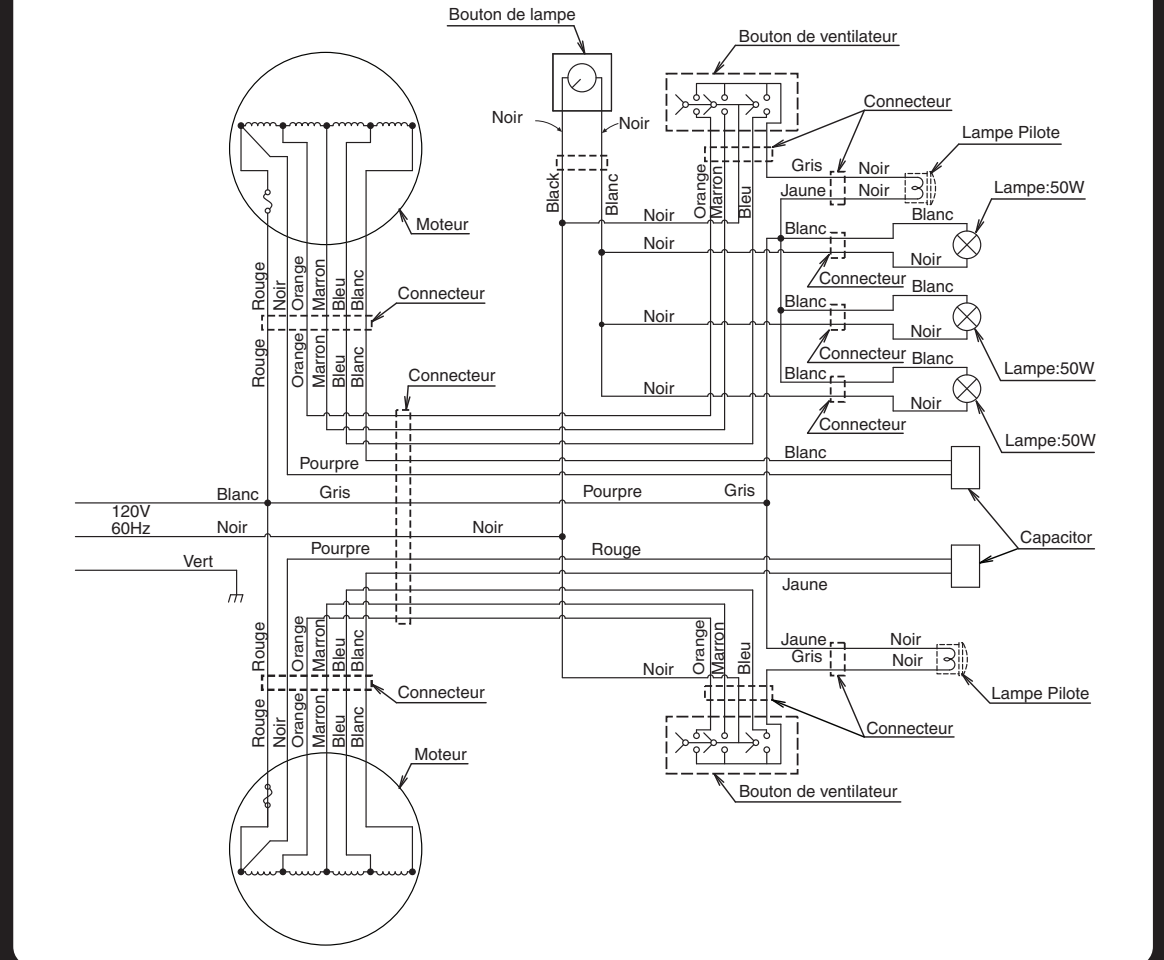 Bouton de lampe
Bouton de ventilateur
Connecteur
Noir
Noir
Lampe Pilote
Gris
Noir
Jaune
Noir
Lampe:50W
Black
Blanc
Orange
Marron
Bleu
Moteur
Noir
Blanc
Blanc
Noir
Noir
Connecteur
Rouge
Noir
Orange
Marron
Bleu
Blanc
Connecteur
Blanc
Blanc
Noir
Noir
Connecteur
Lampe:50W
Rouge
Orange
Marron
Bleu
Blanc
Connecteur
Blanc
Blanc
Noir
Noir
Connecteur
Lampe:50W
Pourpre
Blanc
Blanc
Gris
Pourpre
Gris
120V
60Hz
Noir
Noir
Capacitor
Vert
Pourpre
Rouge
Jaune
Rouge
Orange
Marron
Bleu
Blanc
Orange
Marron
Bleu
Noir
Jaune
Noir
Gris
Noir
Connecteur
Lampe Pilote
Rouge
Noir
Orange
Marron
Bleu
Blanc
Connecteur
Moteur
Bouton de ventilateur